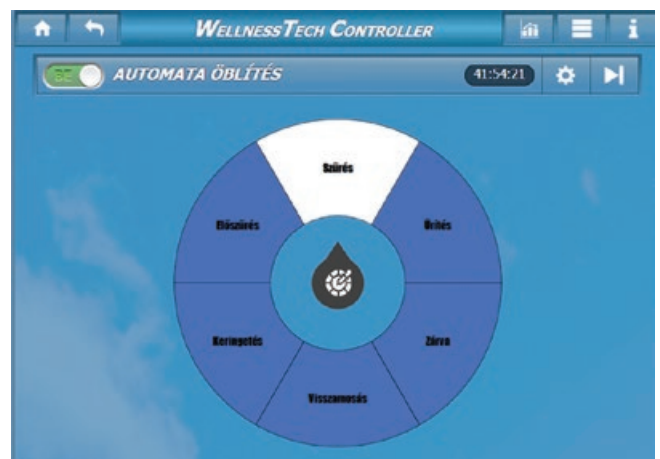 WELLNESSTECH CONTROLLER
BE AUTOMATA ÖBLÍTÉS 41:54:21
Szűrés
Előszűrés
Ürítés
Keringetés
Zárva
Visszamosás